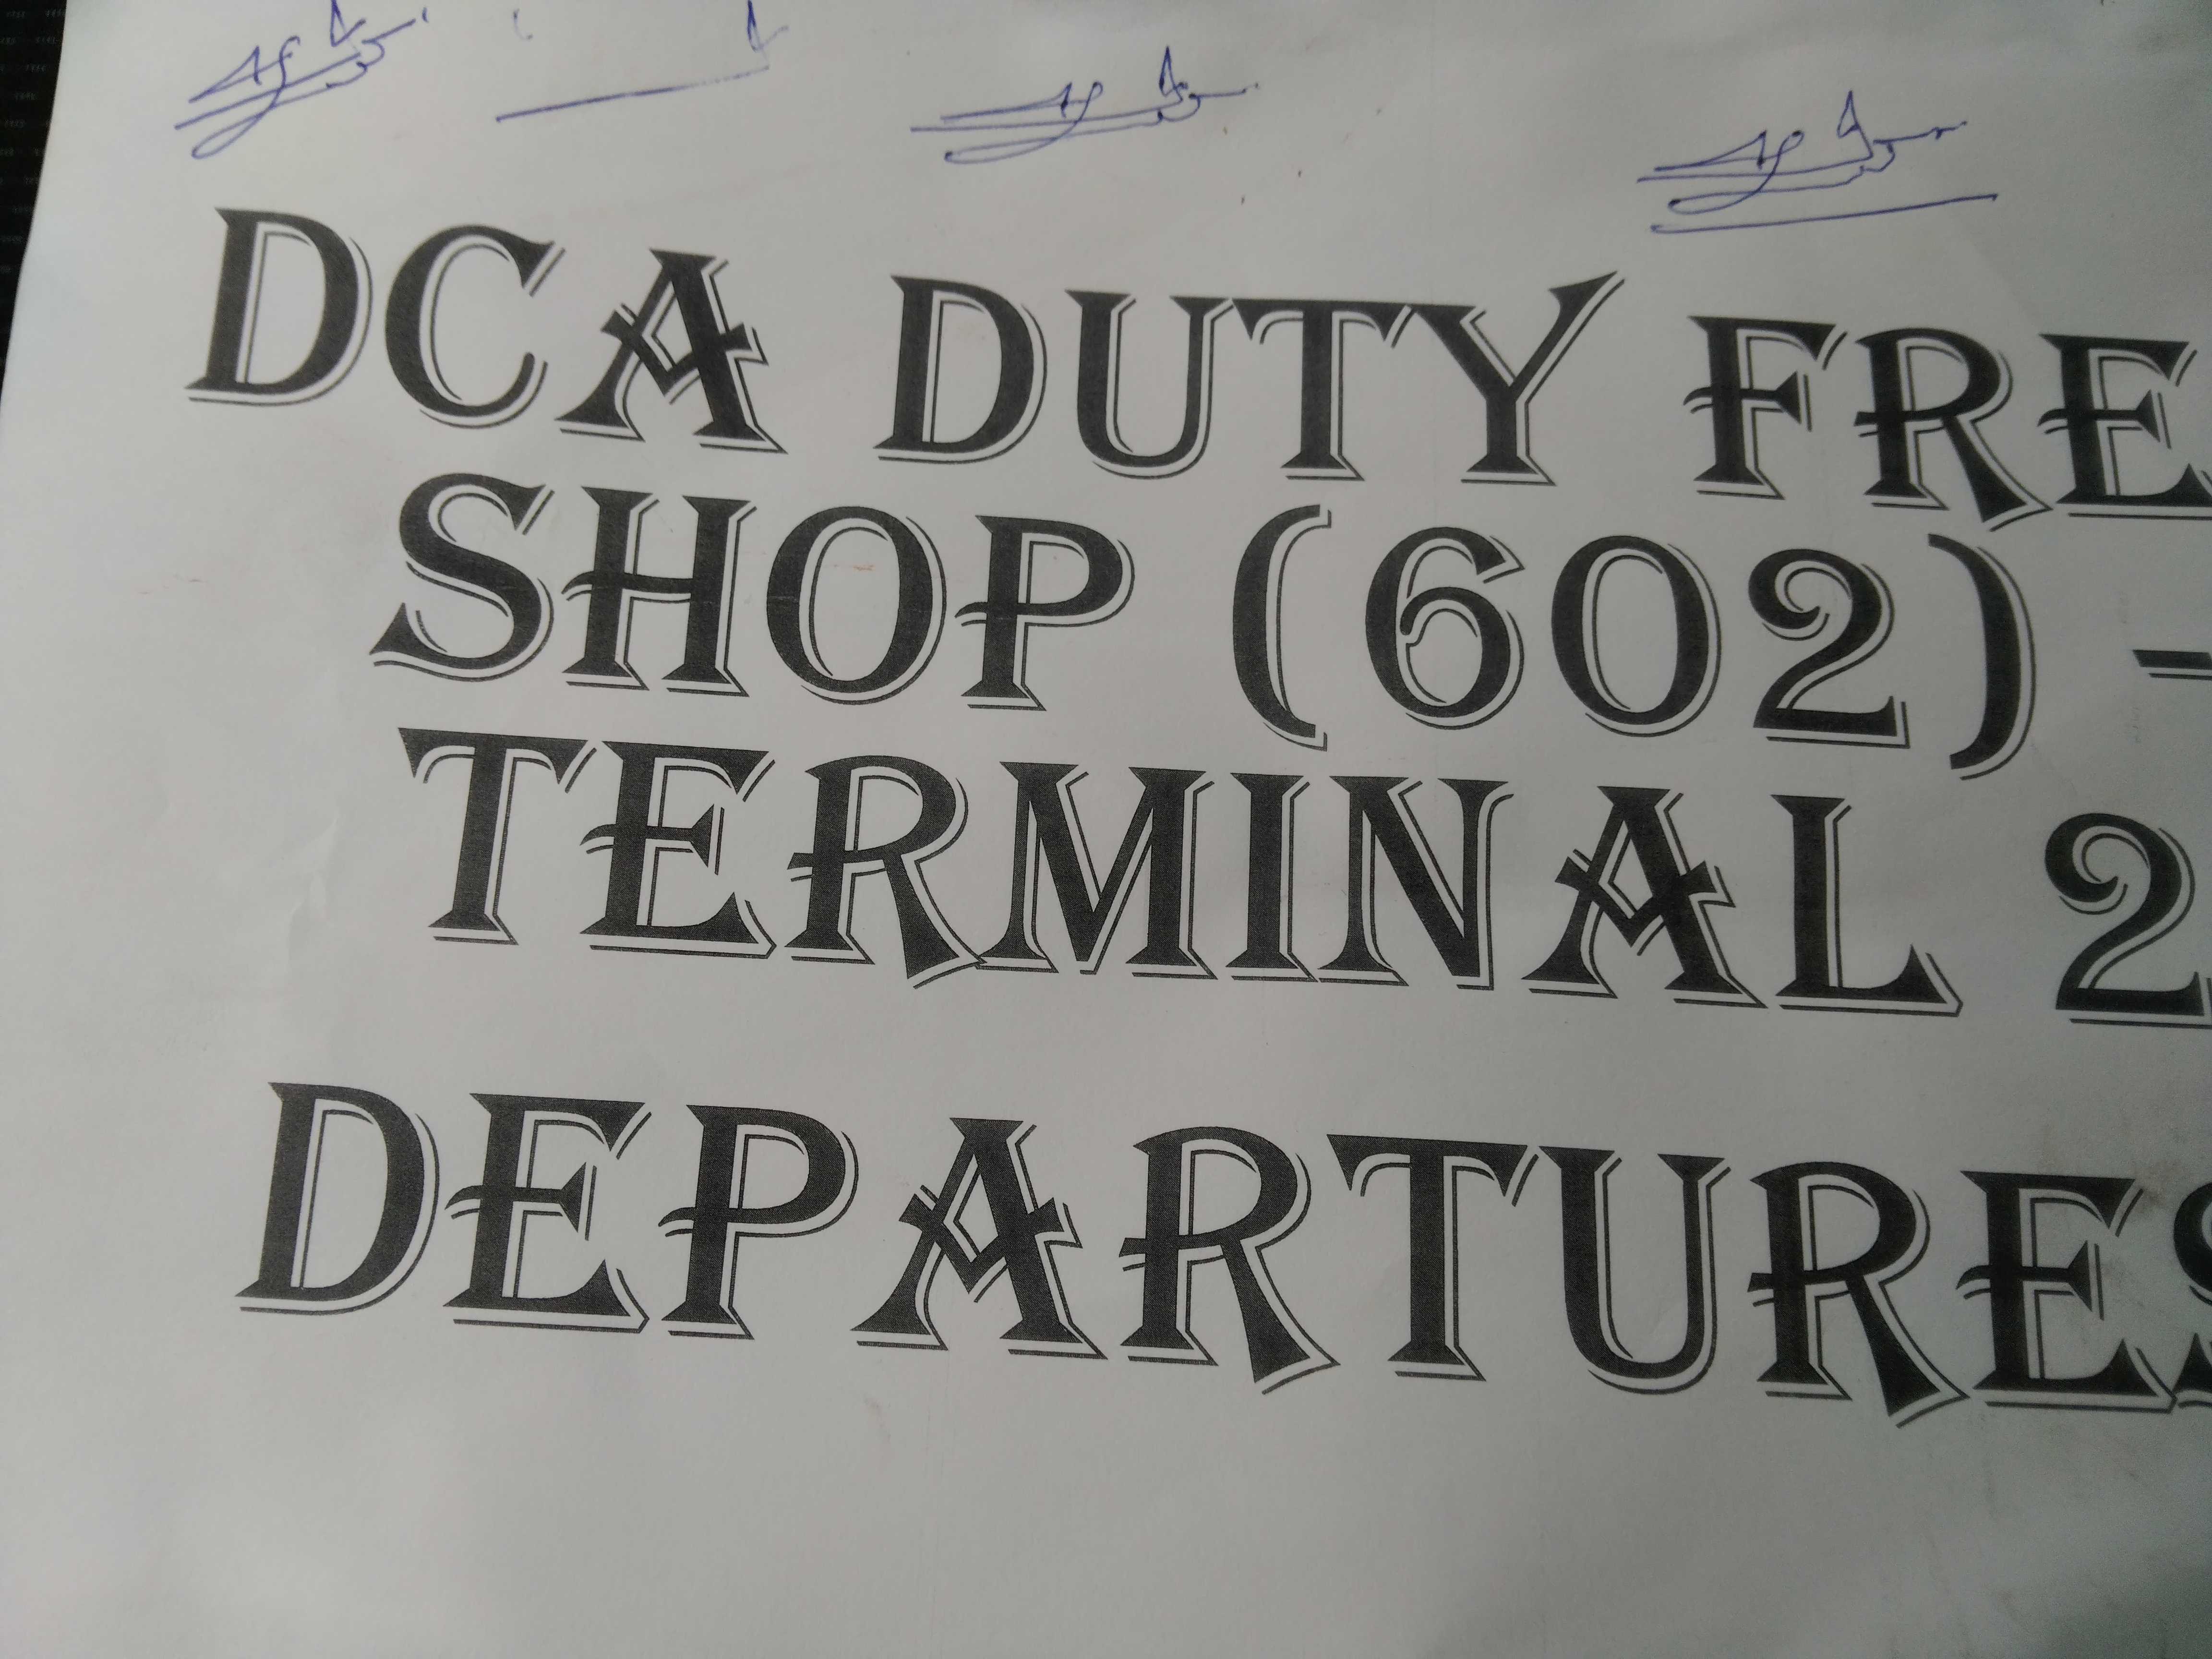 DCA DUTY FRE
SHOP (602) -
TERMINAL 2
DEPARTURES